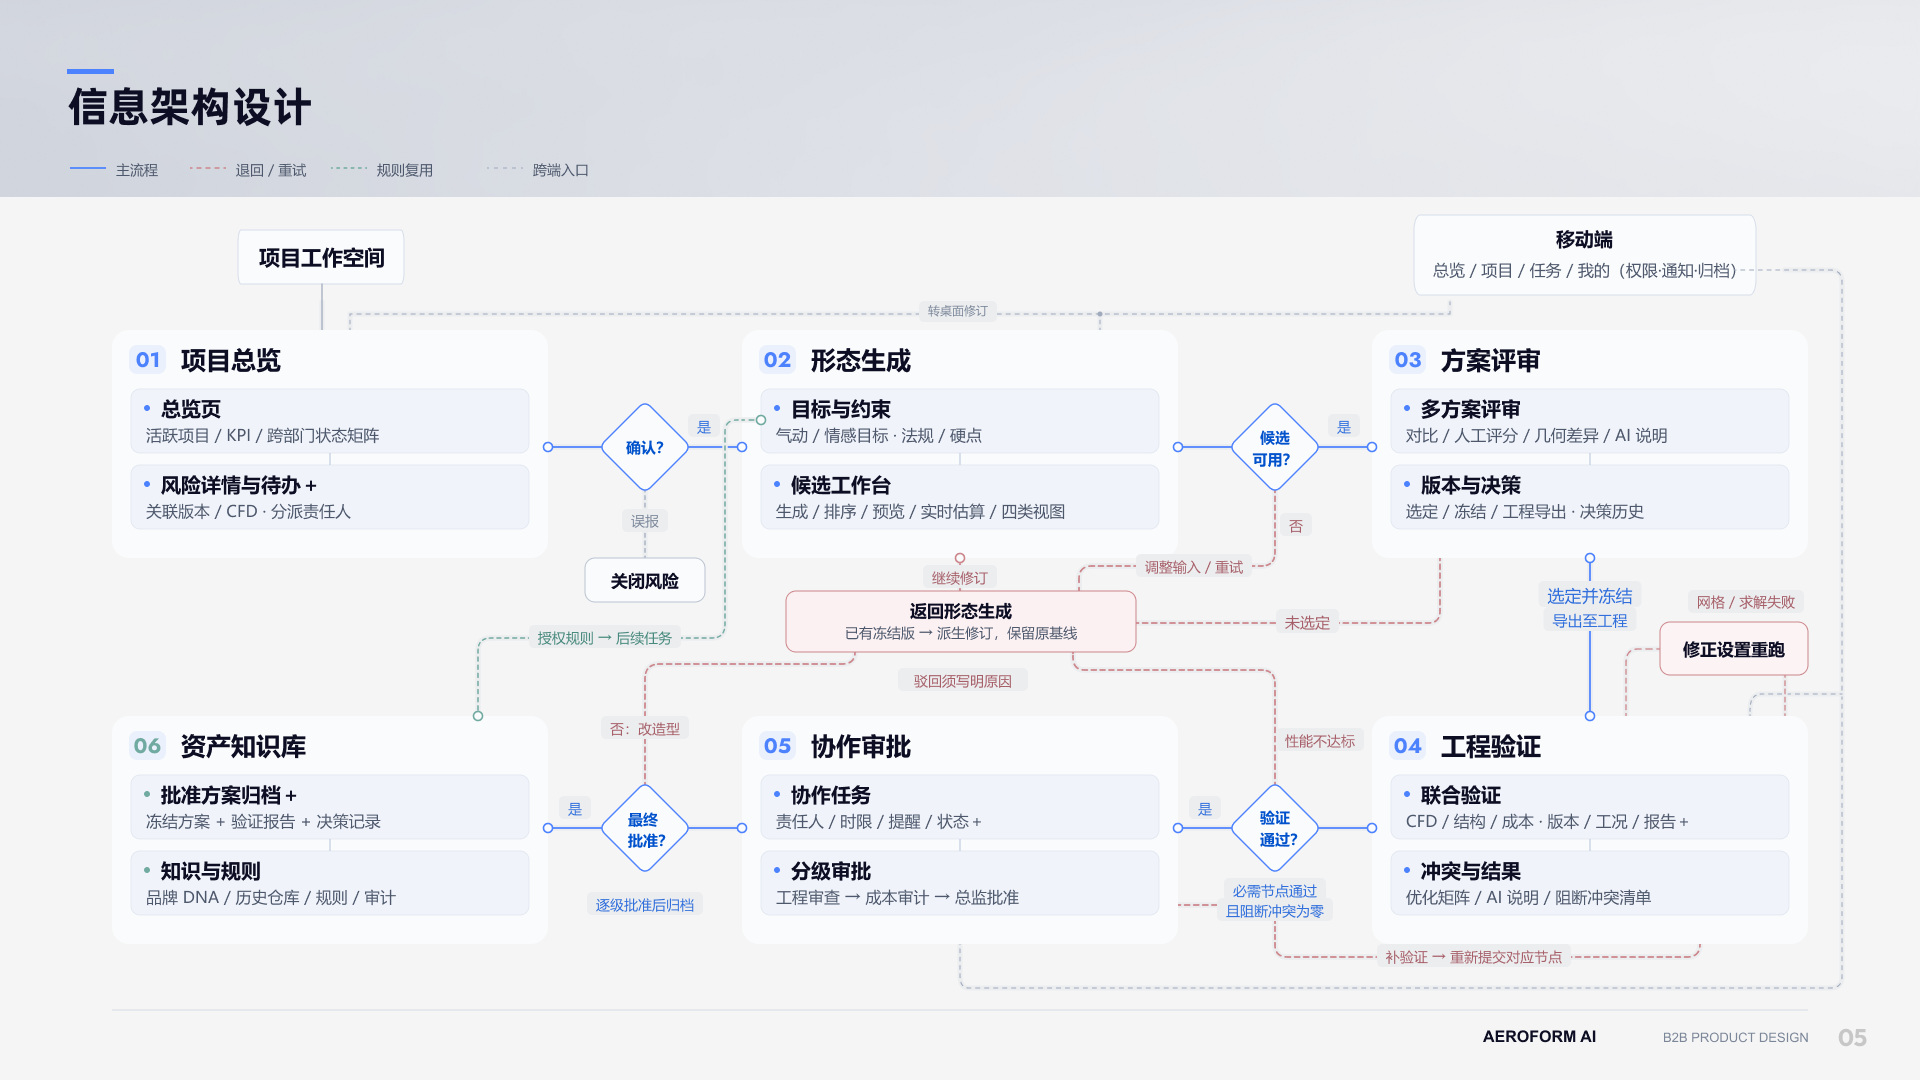 信息架构设计
主流程
退回 / 重试
规则复用
跨端入口
项目工作空间
移动端
总览 / 项目 / 任务 / 我的（权限·通知·归档）
转桌面修订
01 项目总览
总览页
活跃项目 / KPI / 跨部门状态矩阵
风险详情与待办 +
关联版本 / CFD · 分派责任人
确认?
是
误报
关闭风险
02 形态生成
目标与约束
气动 / 情感目标 · 法规 / 硬点
候选工作台
生成 / 排序 / 预览 / 实时估算 / 四类视图
候选
可用?
是
否
03 方案评审
多方案评审
对比 / 人工评分 / 几何差异 / AI 说明
版本与决策
选定 / 冻结 / 工程导出 · 决策历史
调整输入 / 重试
继续修订
返回形态生成
已有冻结版 → 派生修订，保留原基线
未选定
选定并冻结
导出至工程
网格 / 求解失败
修正设置重跑
授权规则 → 后续任务
驳回须写明原因
否：改造型
性能不达标
06 资产知识库
批准方案归档 +
冻结方案 + 验证报告 + 决策记录
知识与规则
品牌 DNA / 历史仓库 / 规则 / 审计
是
最终
批准?
逐级批准后归档
05 协作审批
协作任务
责任人 / 时限 / 提醒 / 状态 +
分级审批
工程审查 → 成本审计 → 总监批准
是
验证
通过?
必需节点通过
且阻断冲突为零
04 工程验证
联合验证
CFD / 结构 / 成本 · 版本 / 工况 / 报告 +
冲突与结果
优化矩阵 / AI 说明 / 阻断冲突清单
补验证 → 重新提交对应节点
AEROFORM AI
B2B PRODUCT DESIGN
05